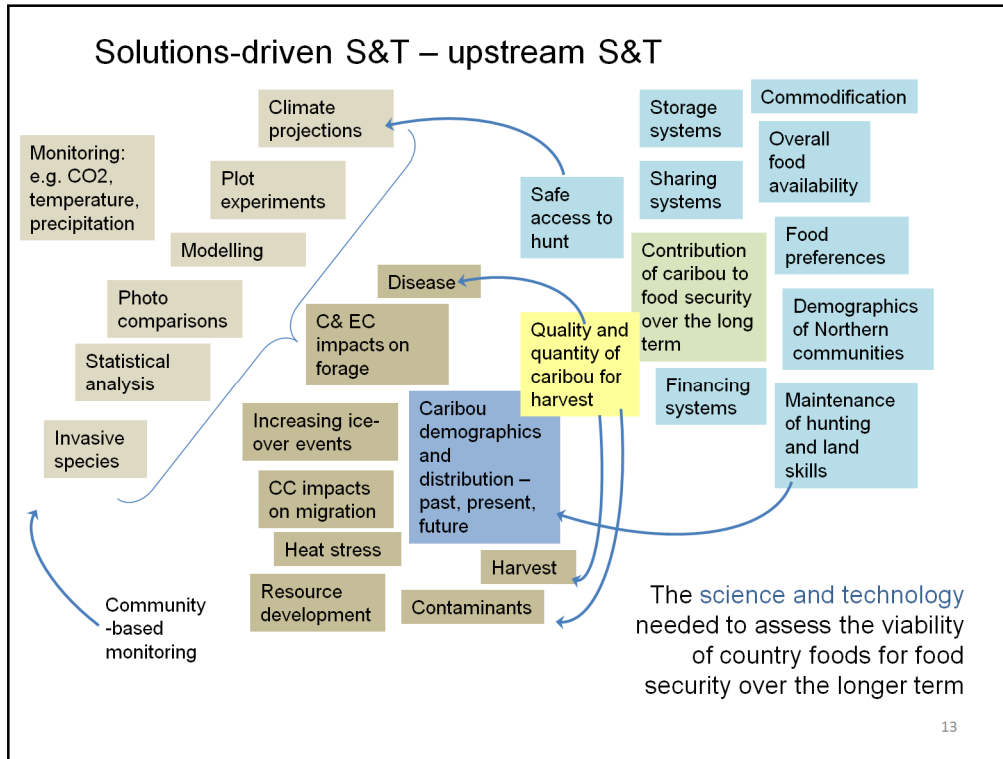 Solutions-driven S&T – upstream S&T
Climate
projections
Monitoring:
e.g. CO2,
temperature,
precipitation
Plot
experiments
Modelling
Photo
comparisons
Statistical
analysis
Invasive
species
Community
-based
monitoring
Disease
C& EC
impacts on
forage
Increasing ice-
over events
CC impacts
on migration
Heat stress
Resource
development
Caribou
demographics
and
distribution –
past, present,
future
Harvest
Contaminants
Safe
access to
hunt
Quality and
quantity of
caribou for
harvest
Storage
systems
Commodification
Sharing
systems
Overall
food
availability
Contribution
of caribou to
food security
over the long
term
Food
preferences
Demographics
of Northern
communities
Financing
systems
Maintenance
of hunting
and land
skills
The science and technology
needed to assess the viability
of country foods for food
security over the longer term
13